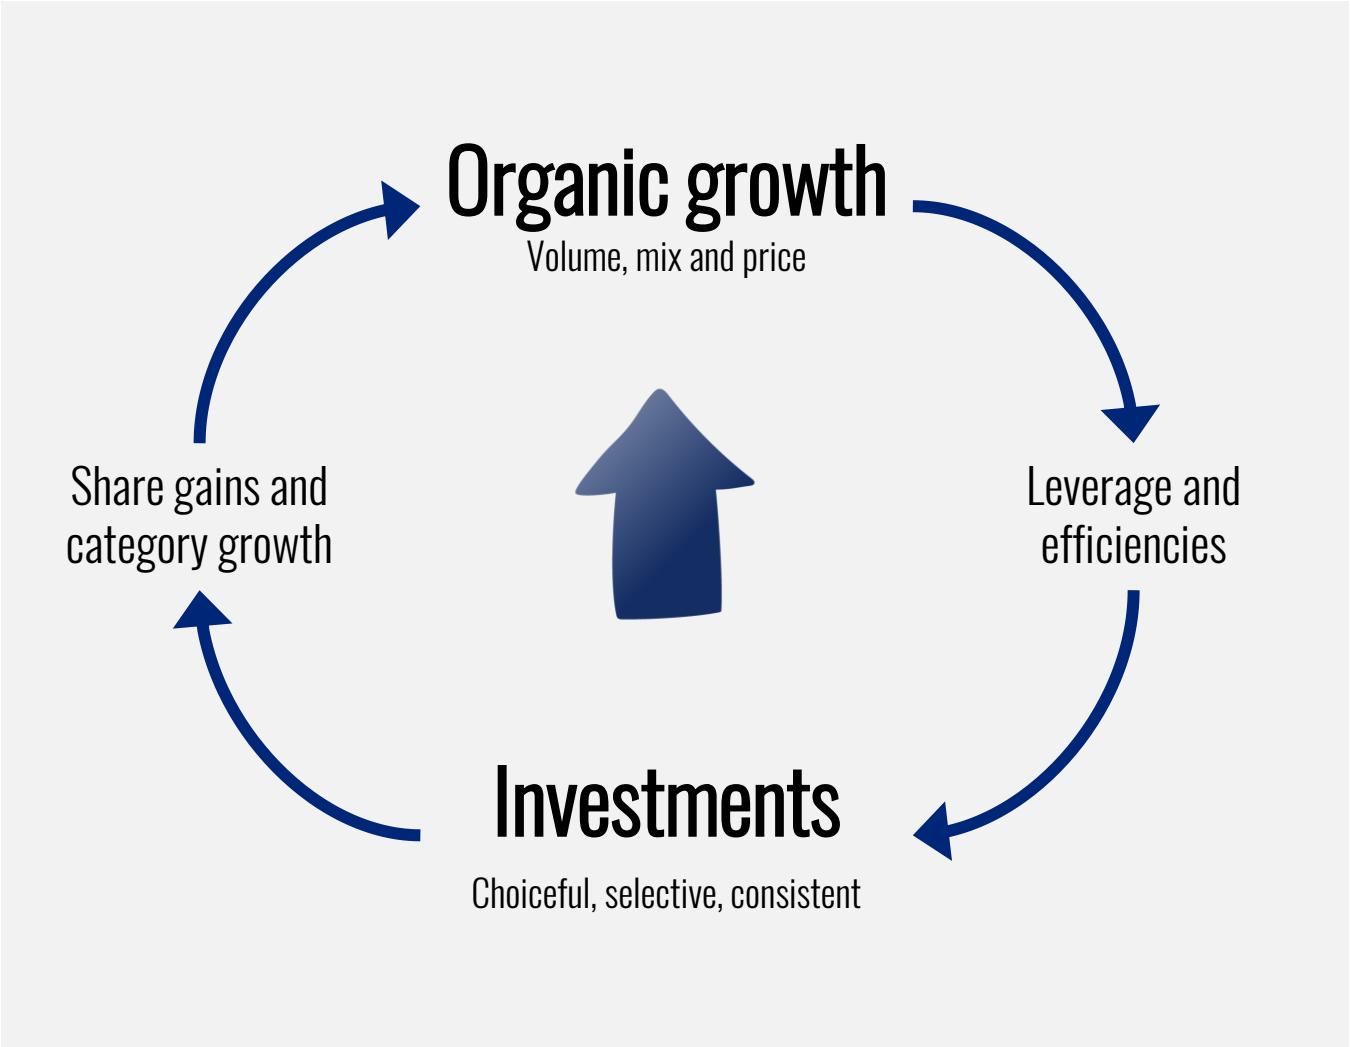 Organic growth
Volume, mix and price
Share gains and
category growth
Leverage and
efficiencies
Investments
Choiceful, selective, consistent